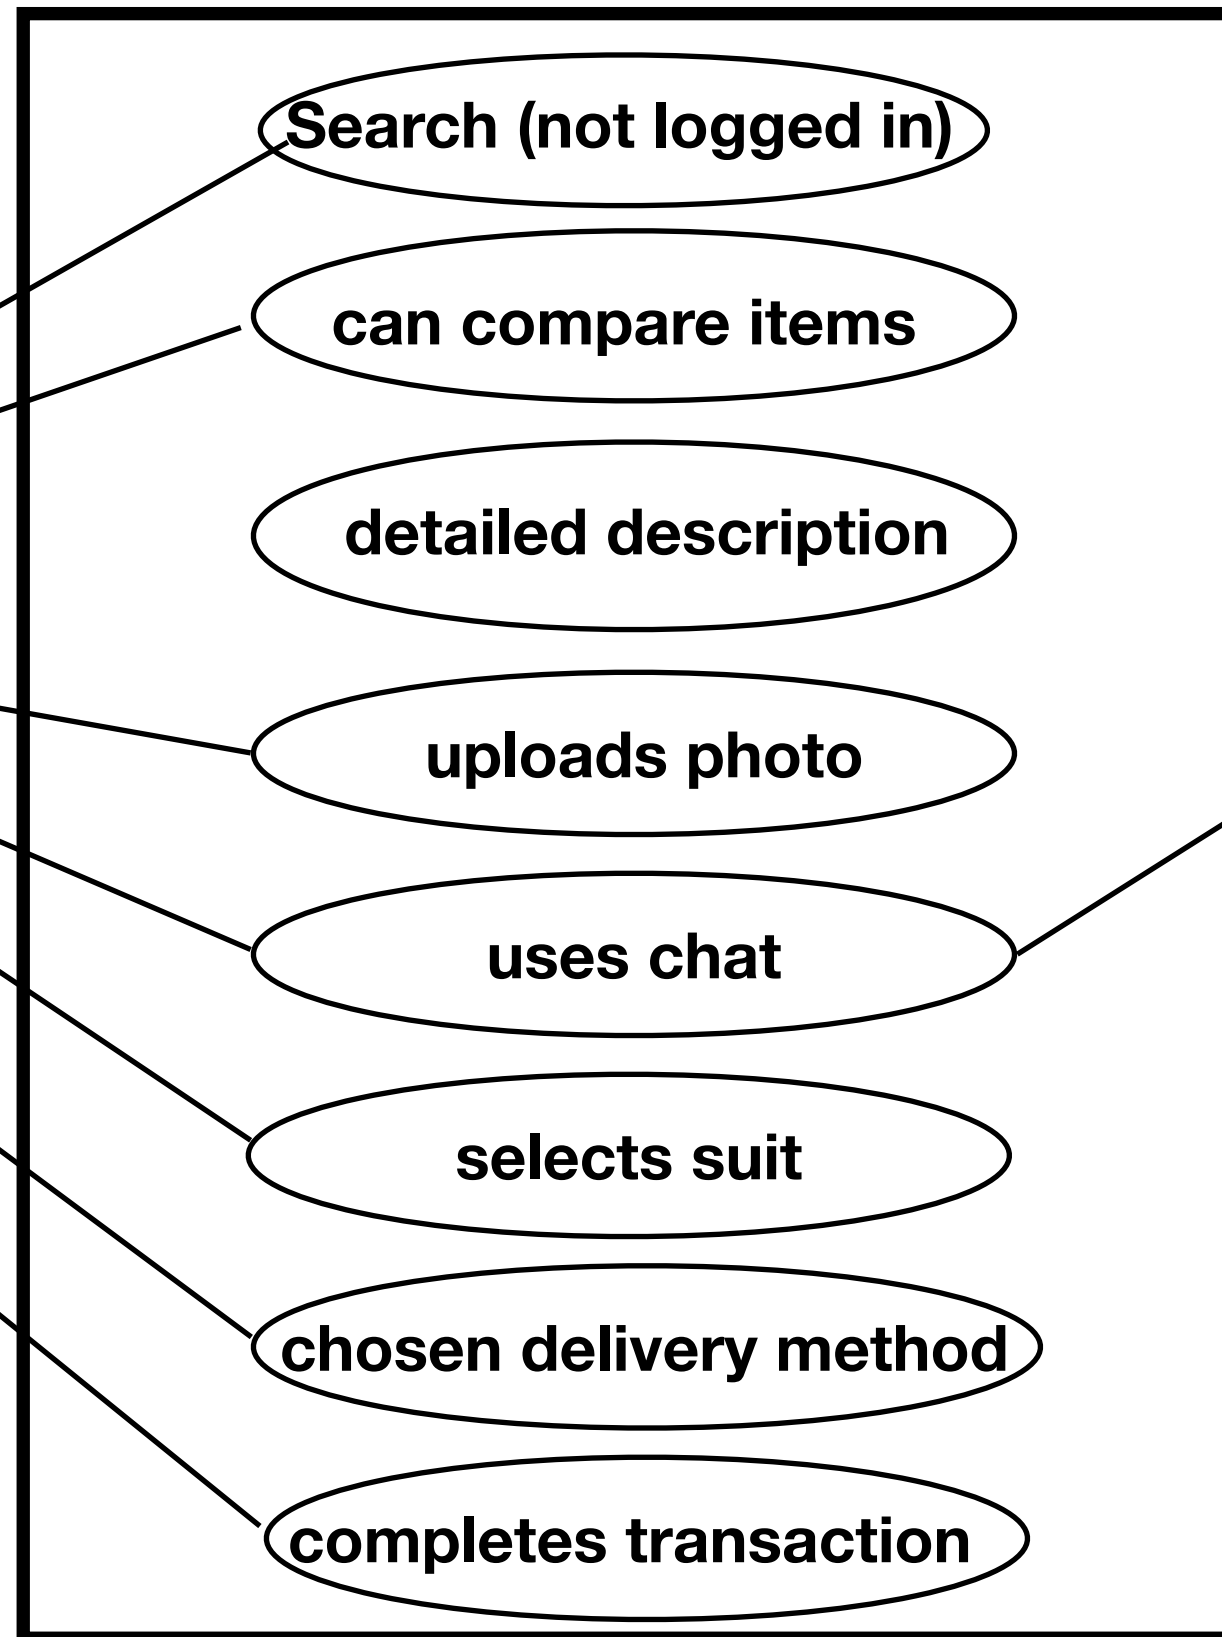 Search (not logged in)
can compare items
detailed description
uploads photo
uses chat
selects suit
chosen delivery method
completes transaction